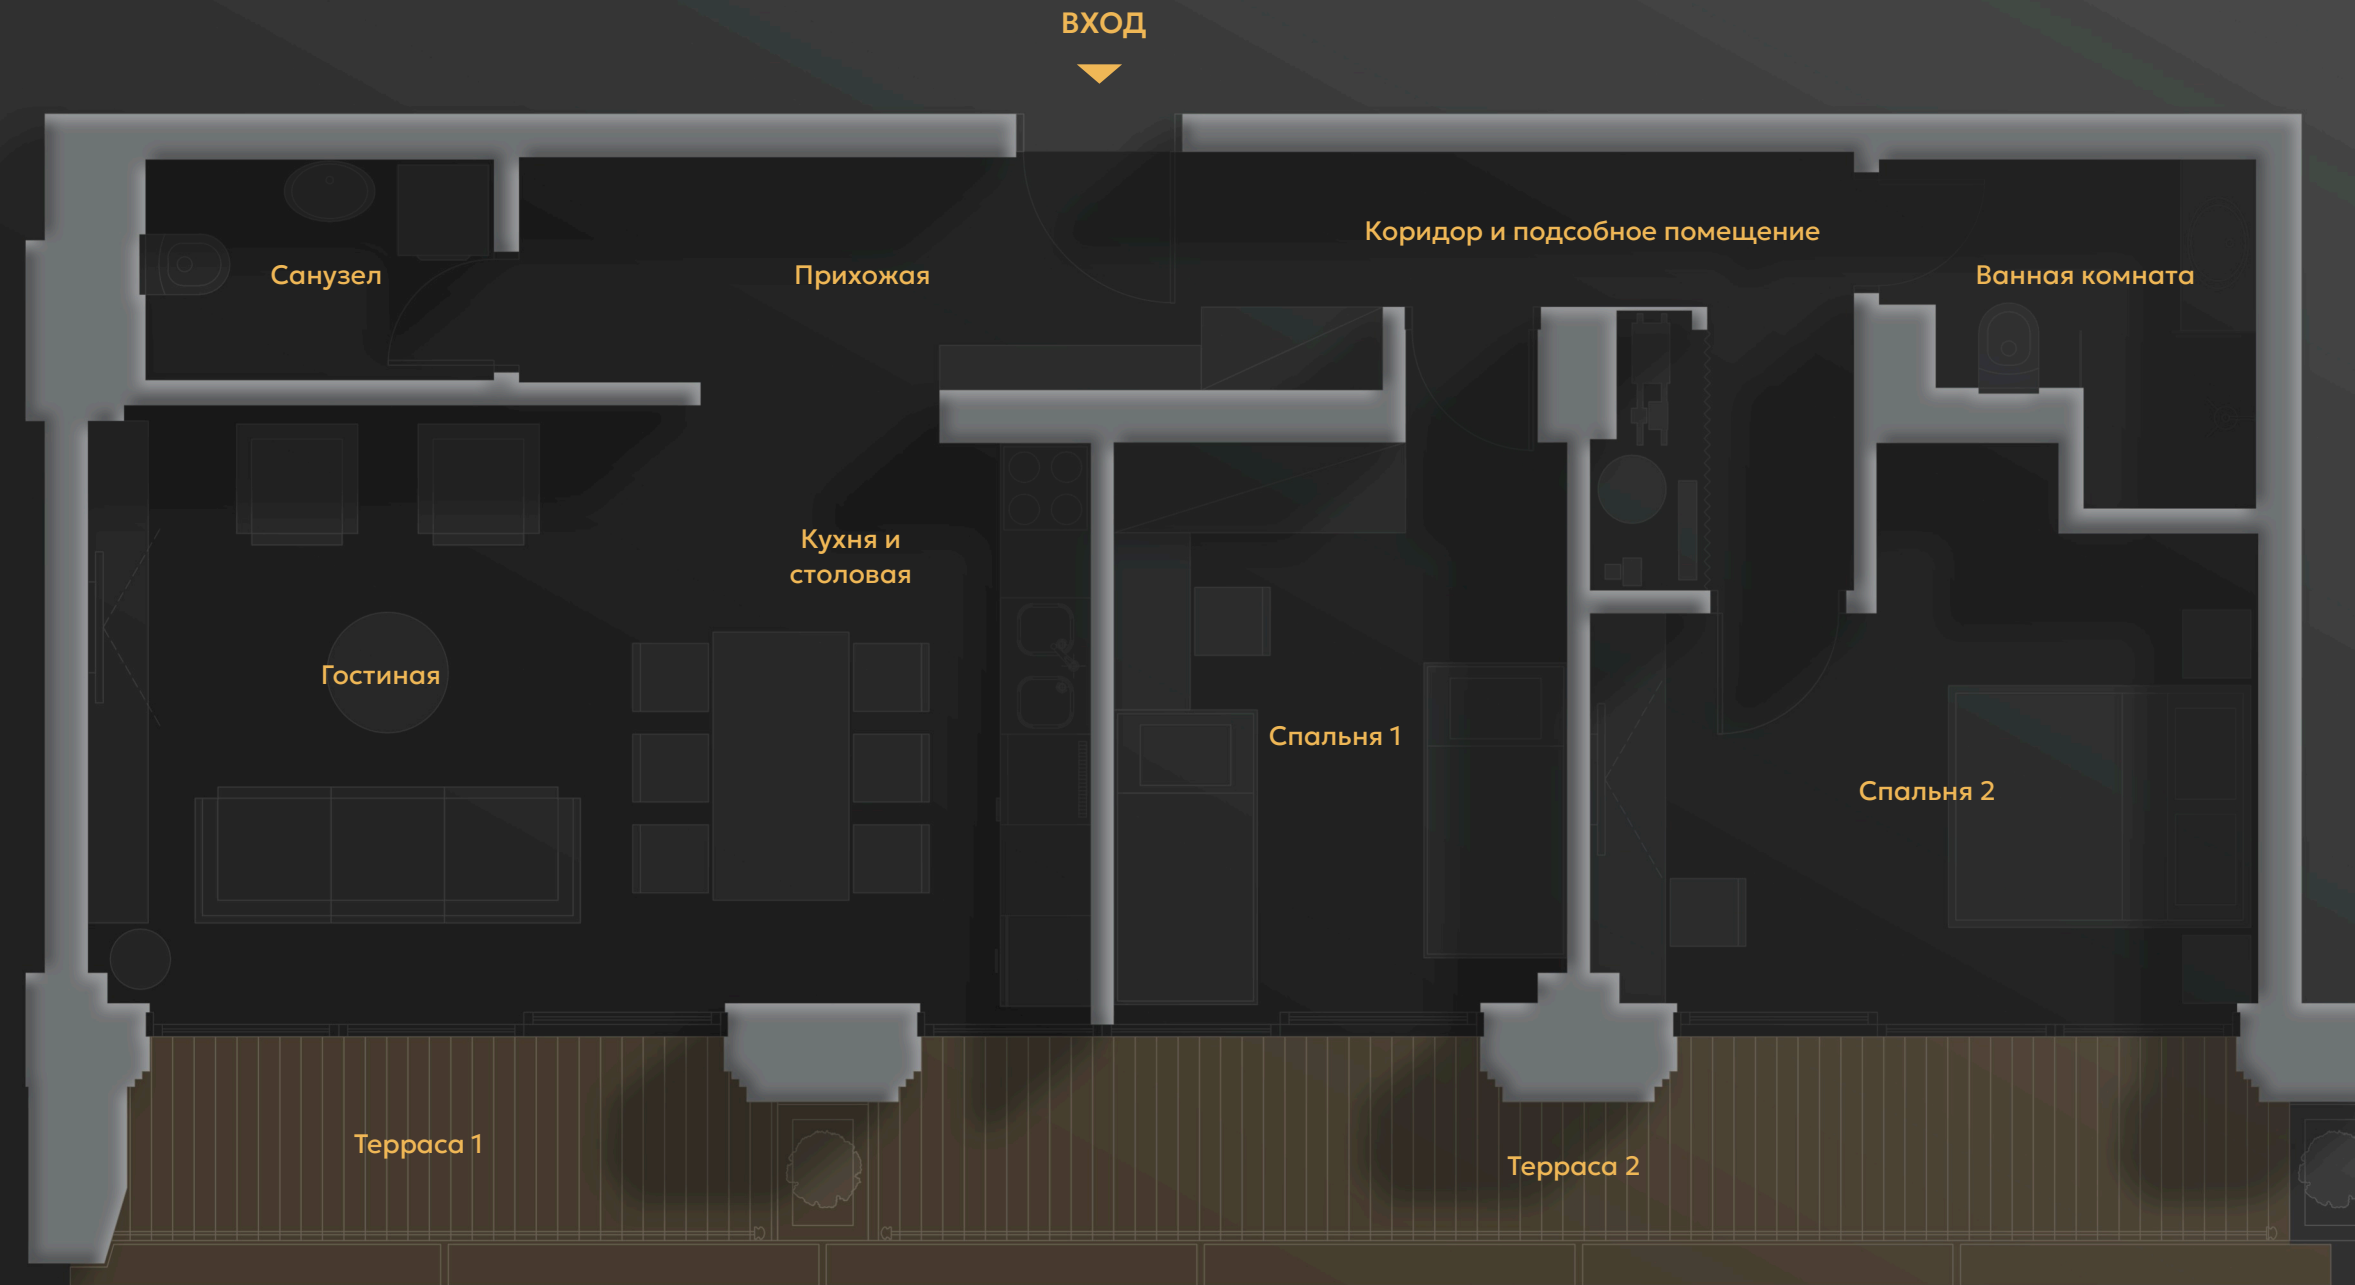 ВХОД
Коридор и подсобное помещение
Санузел
Прихожая
Ванная комната
Кухня и
столовая
Гостиная
Спальня 1
Спальня 2
Терраса 1
Терраса 2